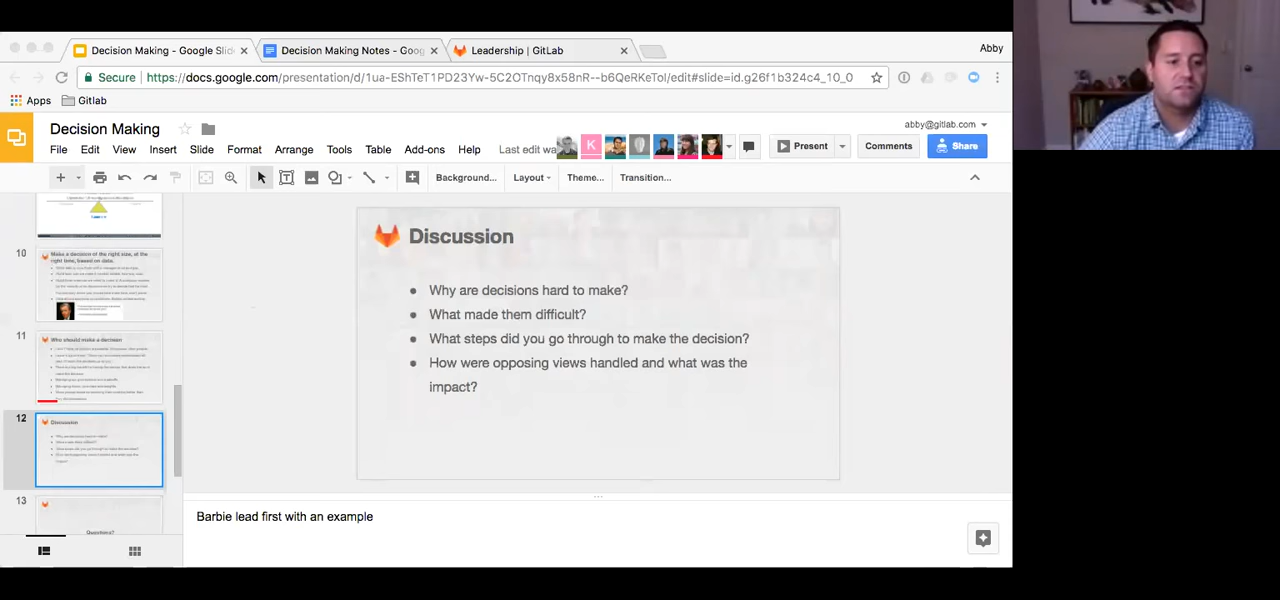 Decision Making - Google Slid
Decision Making Notes - Goog
Leadership | GitLab
Abby
Secure
https://docs.google.com/presentation/d/1ua-EShTeT1PD23Yw-5C2OTnqy8x58nR--b6QeRKeTol/edit#slide=id.g26f1b324c4_10_0
Apps
Gitlab
Decision Making
abby@gitlab.com
File Edit View Insert Slide Format Arrange Tools Table Add-ons Help Last edit wa
K
Present
Comments
Share
Background...
Layout
Theme...
Transition...
10
Make a decision of the right size, at the
right time, based on data.
11
Who should make a decision
12
Discussion
13
Questions?
Discussion
● Why are decisions hard to make?
● What made them difficult?
● What steps did you go through to make the decision?
● How were opposing views handled and what was the
impact?
Barbie lead first with an example